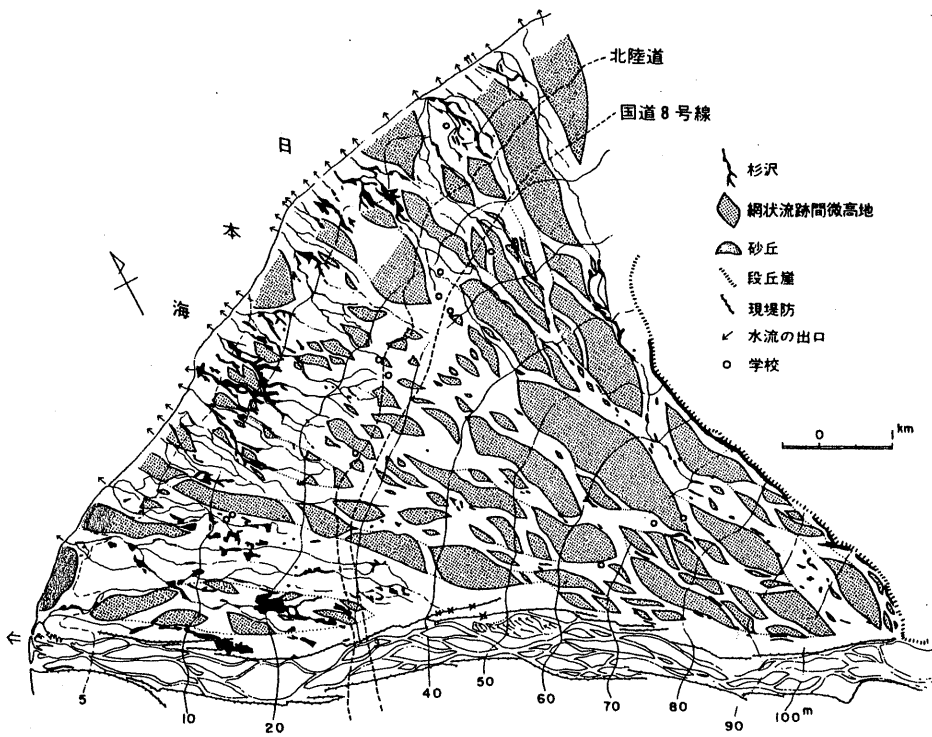 北陸道
国道8号線
日本海
杉沢
網状流跡間微高地
砂丘
段丘崖
現堤防
水流の出口
学校
0 1 km
5 10 20 40 50 60 70 80 90 100m